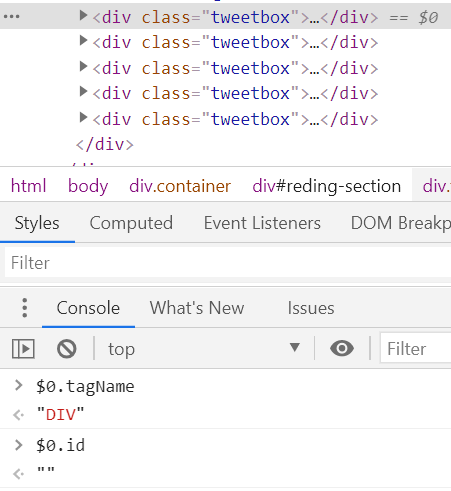 ... <div class="tweetbox">…</div> == $0
<div class="tweetbox">…</div>
<div class="tweetbox">…</div>
<div class="tweetbox">…</div>
<div class="tweetbox">…</div>
</div>
html body div.container div#reding-section div.
Styles Computed Event Listeners DOM Breakp
Filter
Console What's New Issues
top Filter
> $0.tagName
"DIV"
> $0.id
""